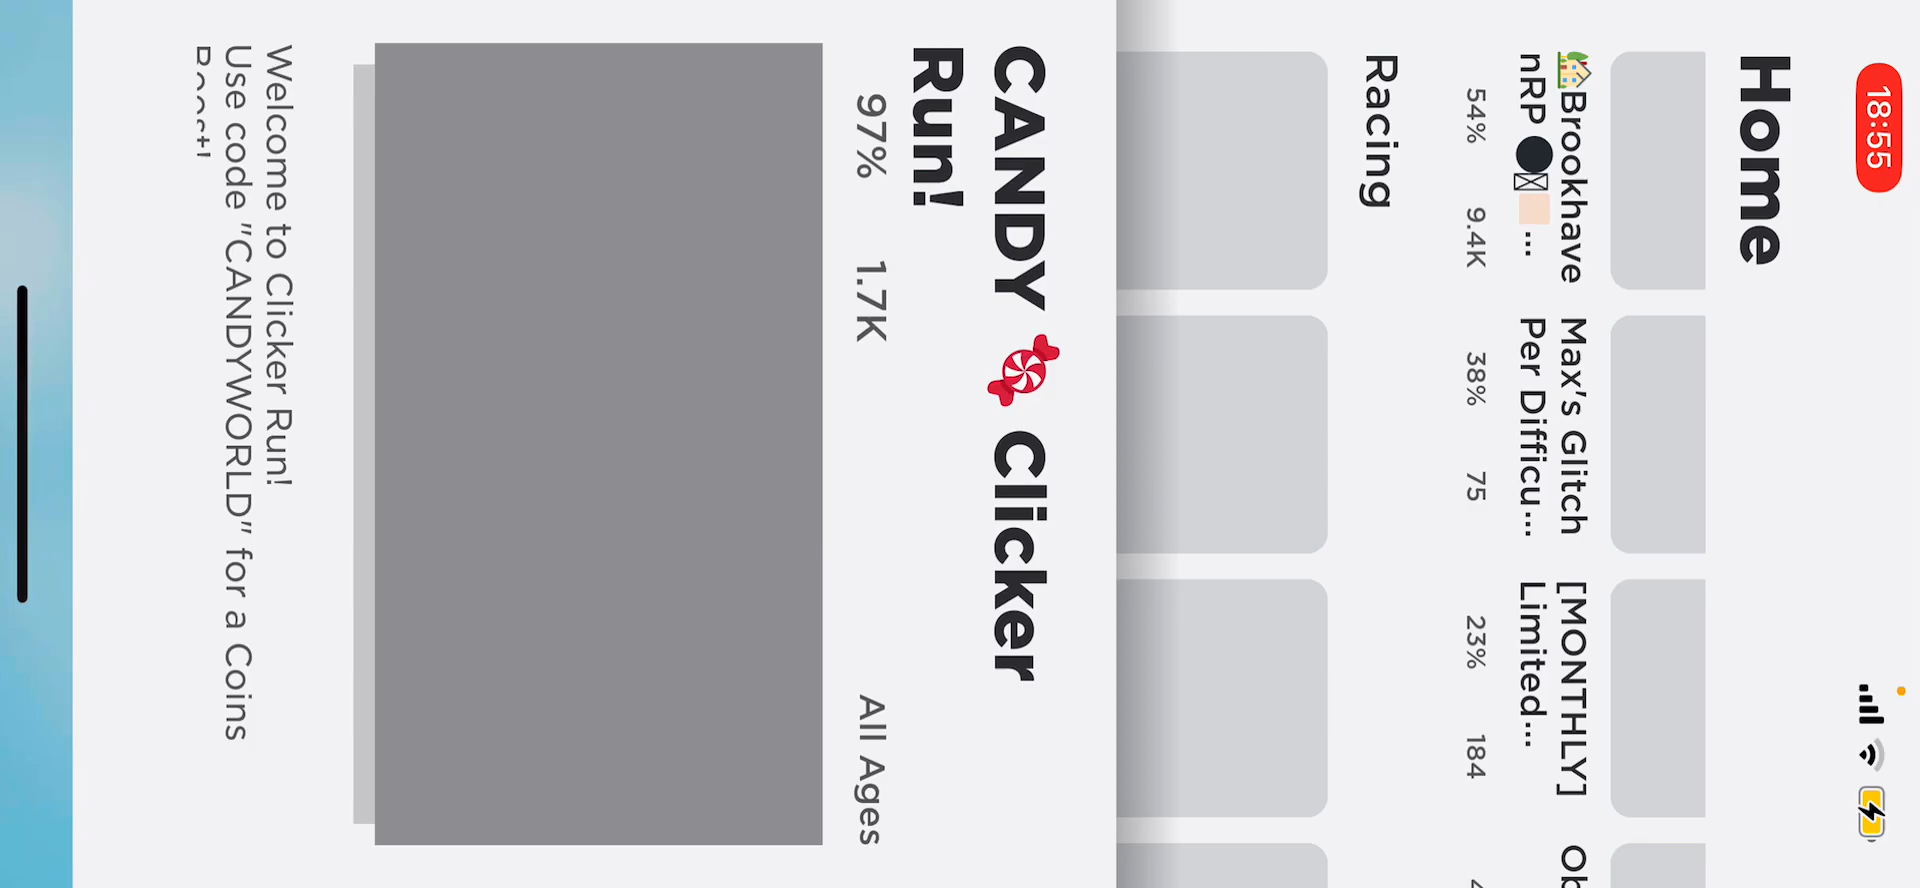 18:55
Home
🏡Brookhave
nRP ...
54% 9.4K
Max's Glitch
Per Difficu...
38% 75
[MONTHLY]
Limited...
23% 184
Racing
CANDY 🍬 Clicker
Run!
97% 1.7K All Ages
Welcome to Clicker Run!
Use code "CANDYWORLD" for a Coins